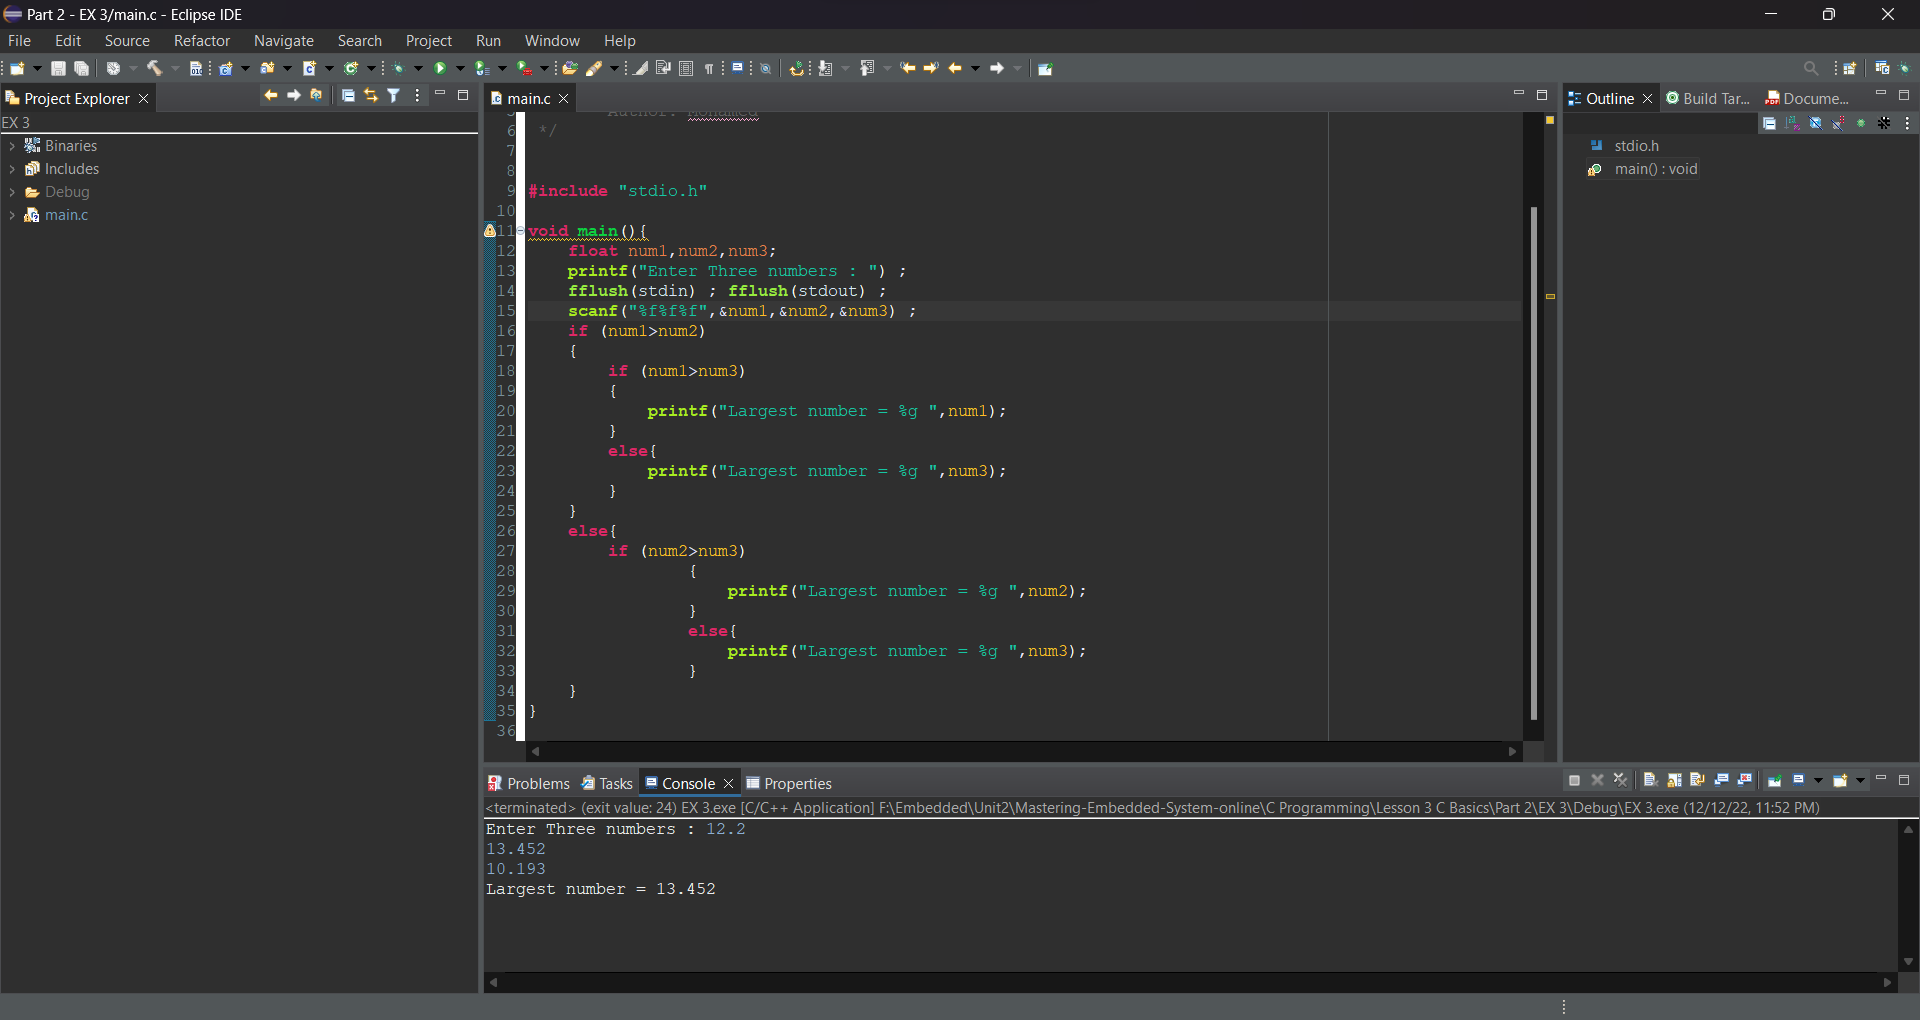 Part 2 - EX 3/main.c - Eclipse IDE
File Edit Source Refactor Navigate Search Project Run Window Help
Project Explorer
EX 3
Binaries
Includes
Debug
main.c
main.c
Author: Mohamed
6 */
7
8
9 #include "stdio.h"
10
11 void main(){
12 float num1,num2,num3;
13 printf("Enter Three numbers : ") ;
14 fflush(stdin) ; fflush(stdout) ;
15 scanf("%f%f%f",&num1,&num2,&num3) ;
16 if (num1>num2)
17 {
18 if (num1>num3)
19 {
20 printf("Largest number = %g ",num1);
21 }
22 else{
23 printf("Largest number = %g ",num3);
24 }
25 }
26 else{
27 if (num2>num3)
28 {
29 printf("Largest number = %g ",num2);
30 }
31 else{
32 printf("Largest number = %g ",num3);
33 }
34 }
35 }
36
Outline Build Tar... Docume...
stdio.h
main() : void
Problems Tasks Console Properties
<terminated> (exit value: 24) EX 3.exe [C/C++ Application] F:\Embedded\Unit2\Mastering-Embedded-System-online\C Programming\Lesson 3 C Basics\Part 2\EX 3\Debug\EX 3.exe (12/12/22, 11:52 PM)
Enter Three numbers : 12.2
13.452
10.193
Largest number = 13.452